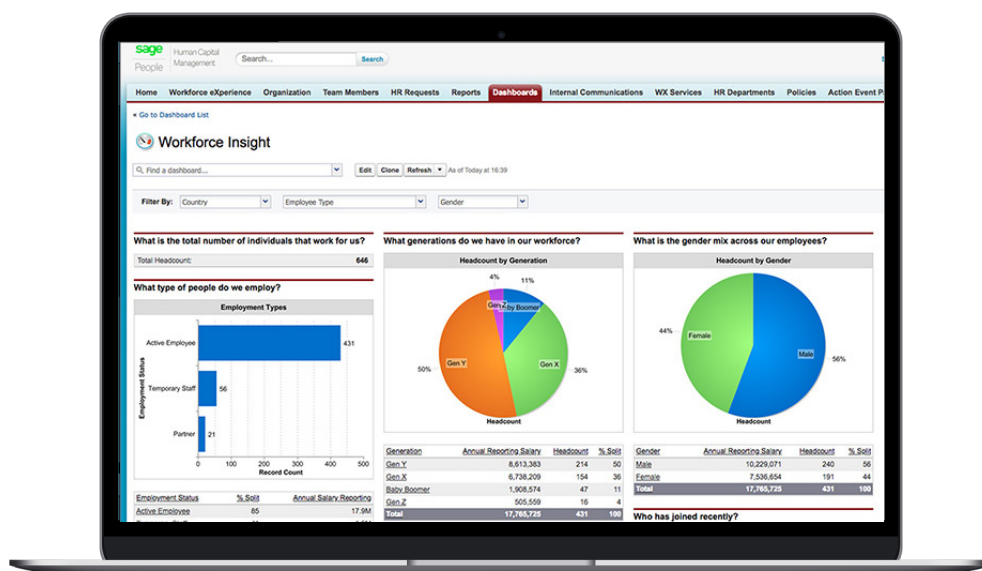 sage
People
Human Capital
Management
Search...
Search
Home Workforce eXperience Organization Team Members HR Requests Reports Dashboards Internal Communications WX Services HR Departments Policies Action Event
« Go to Dashboard List
Workforce Insight
Find a dashboard...
Edit Clone Refresh As of Today at 16:39
Filter By: Country Employee Type Gender
What is the total number of individuals that work for us?
Total Headcount: 646
What type of people do we employ?
Employment Types
Employment Status
Active Employee 431
Temporary Staff 56
Partner 21
0 100 200 300 400 500
Record Count
Employment Status % Split Annual Salary Reporting
Active Employee 85 17.9M
What generations do we have in our workforce?
Headcount by Generation
4% 11%
Gen Z Baby Boomer
50% Gen Y Gen X 36%
Headcount
Generation Annual Reporting Salary Headcount % Split
Gen Y 8,613,383 214 50
Gen X 6,738,209 154 36
Baby Boomer 1,908,574 47 11
Gen Z 505,559 16 4
Total 17,765,725 431 100
What is the gender mix across our employees?
Headcount by Gender
44% Female
Male 56%
Headcount
Gender Annual Reporting Salary Headcount % Split
Male 10,229,071 240 56
Female 7,536,654 191 44
Total 17,765,725 431 100
Who has joined recently?